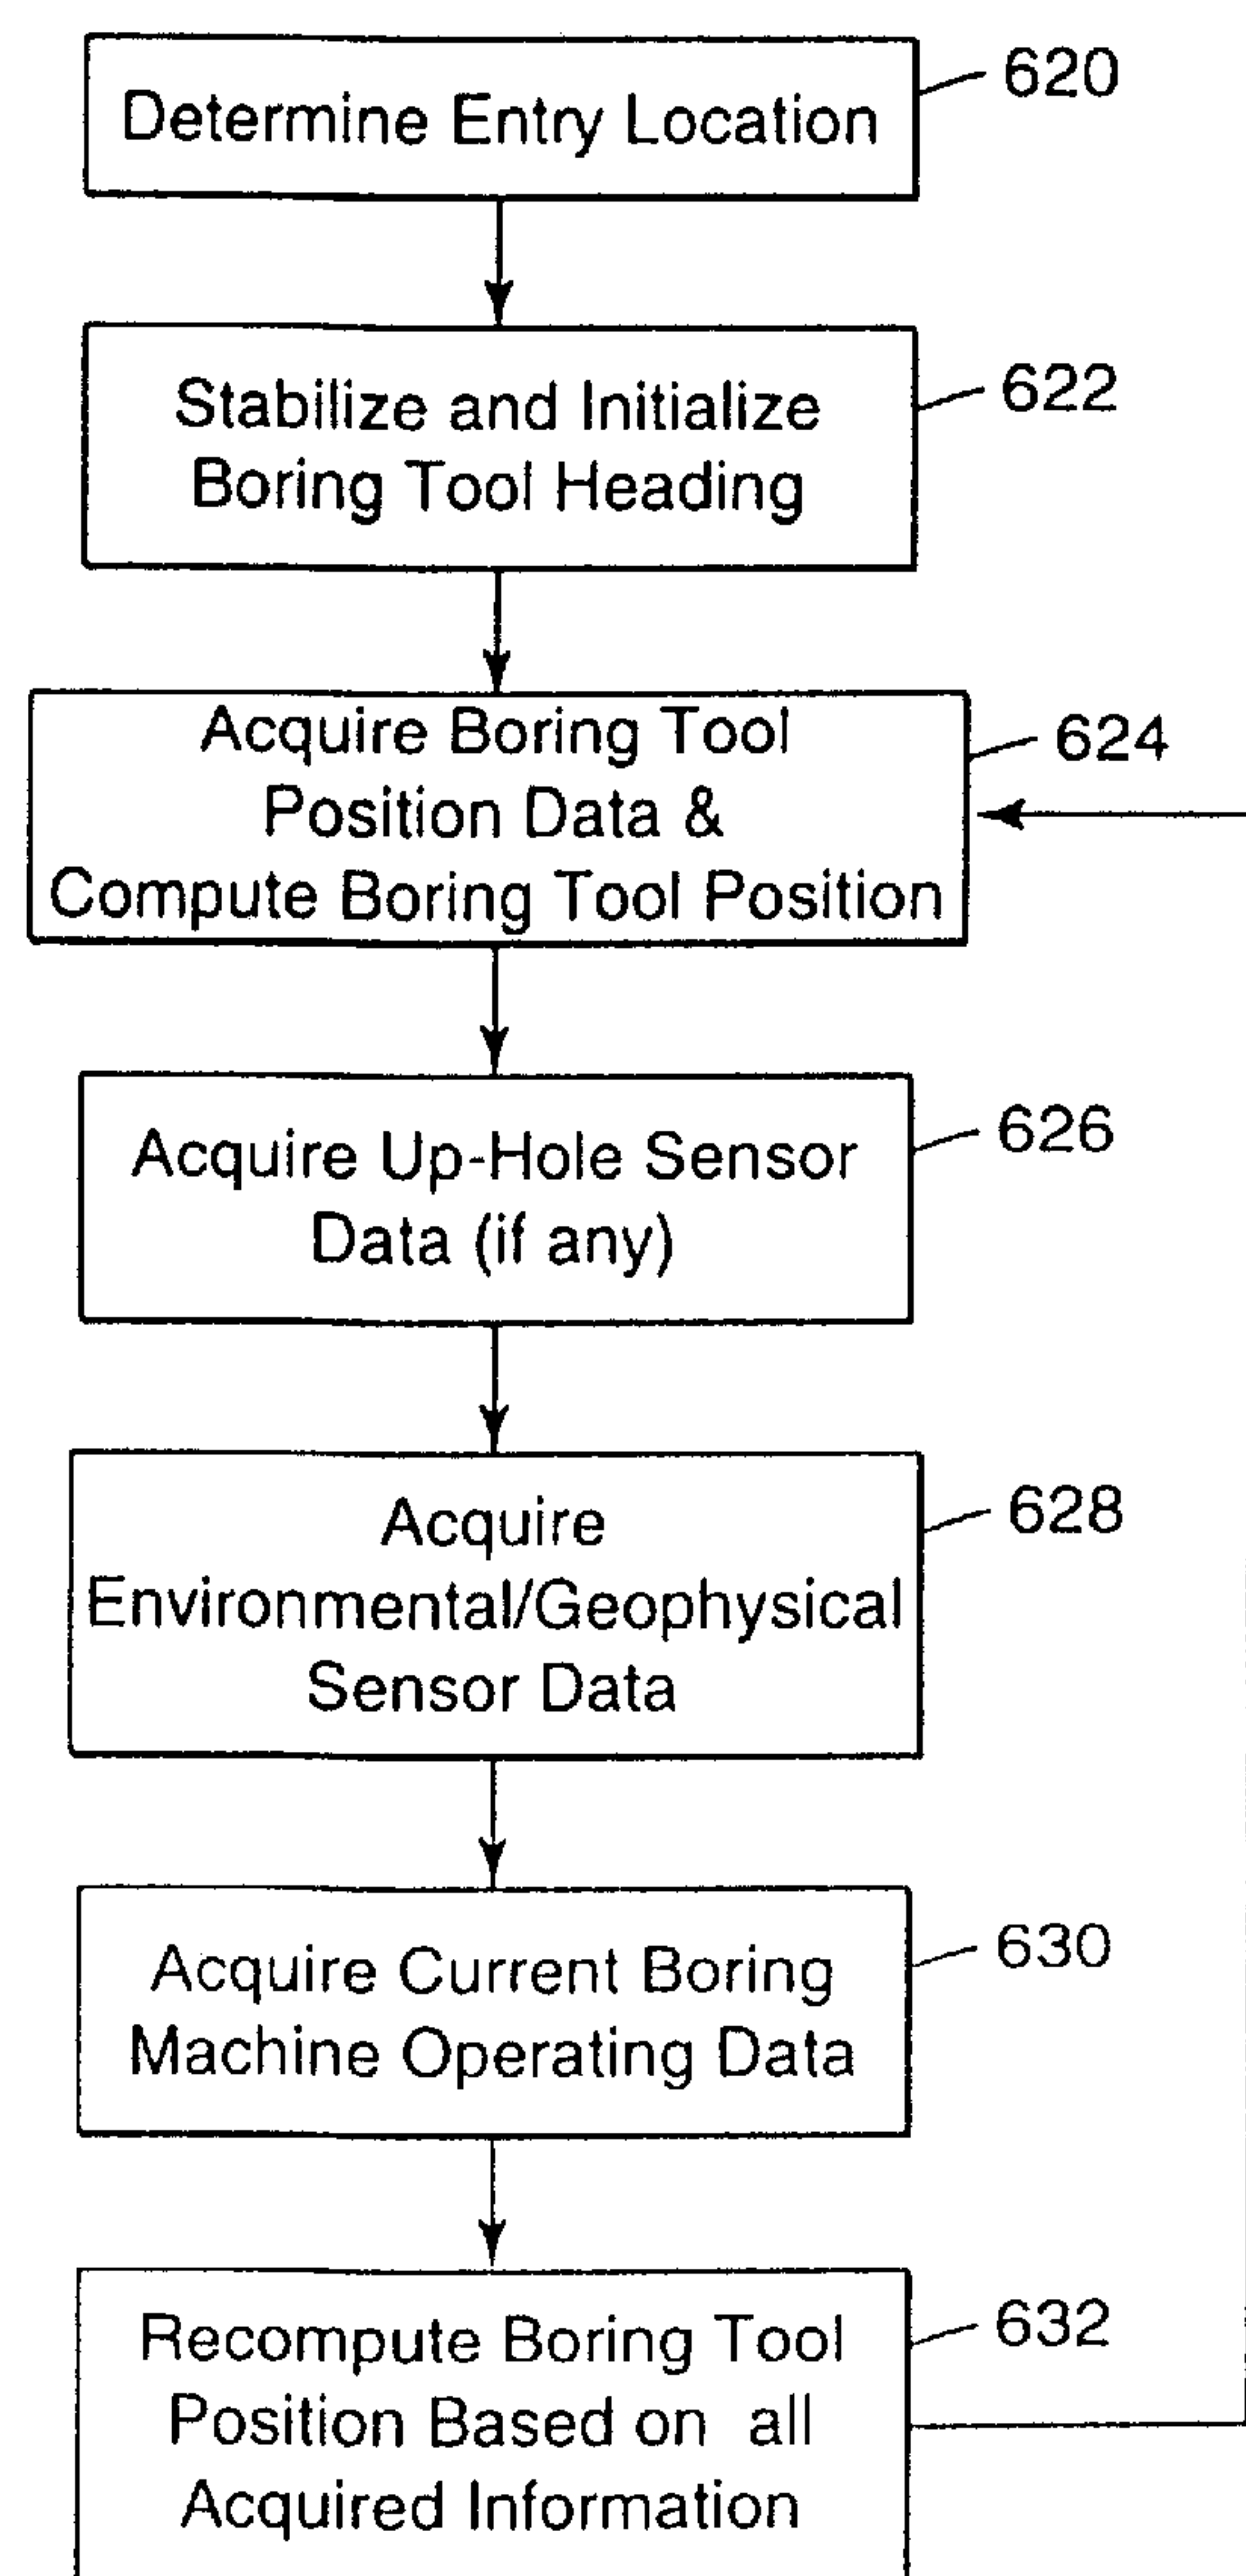 Determine Entry Location
620
Stabilize and Initialize
Boring Tool Heading
622
Acquire Boring Tool
Position Data &
Compute Boring Tool Position
624
Acquire Up-Hole Sensor
Data (if any)
626
Acquire
Environmental/Geophysical
Sensor Data
628
Acquire Current Boring
Machine Operating Data
630
Recompute Boring Tool
Position Based on all
Acquired Information
632